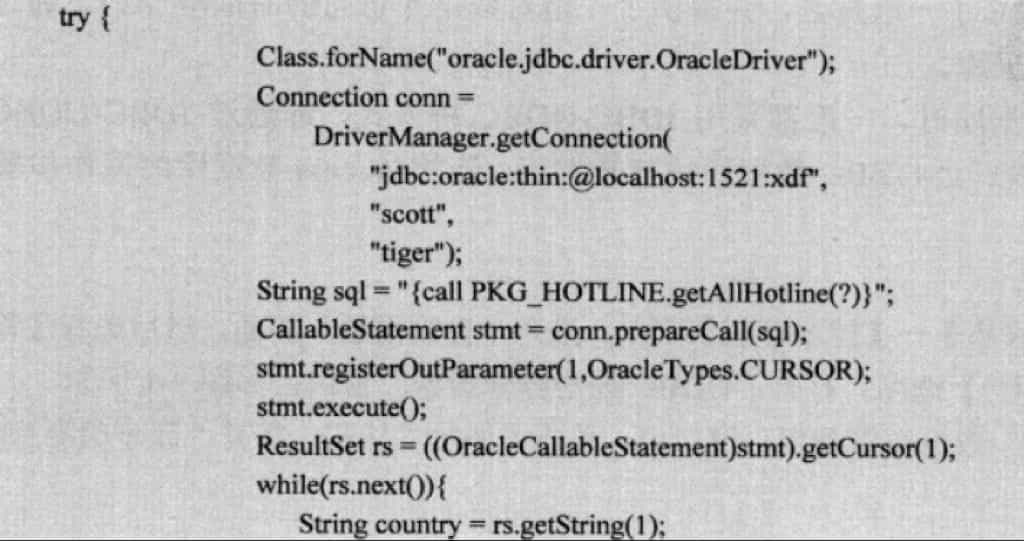 try {
Class.forName("oracle.jdbc.driver.OracleDriver");
Connection conn =
DriverManager.getConnection(
"jdbc:oracle:thin:@localhost:1521:xdf",
"scott",
"tiger");
String sql = "{call PKG_HOTLINE.getAllHotline(?)}";
CallableStatement stmt = conn.prepareCall(sql);
stmt.registerOutParameter(1,OracleTypes.CURSOR);
stmt.execute();
ResultSet rs = ((OracleCallableStatement)stmt).getCursor(1);
while(rs.next()){
String country = rs.getString(1);